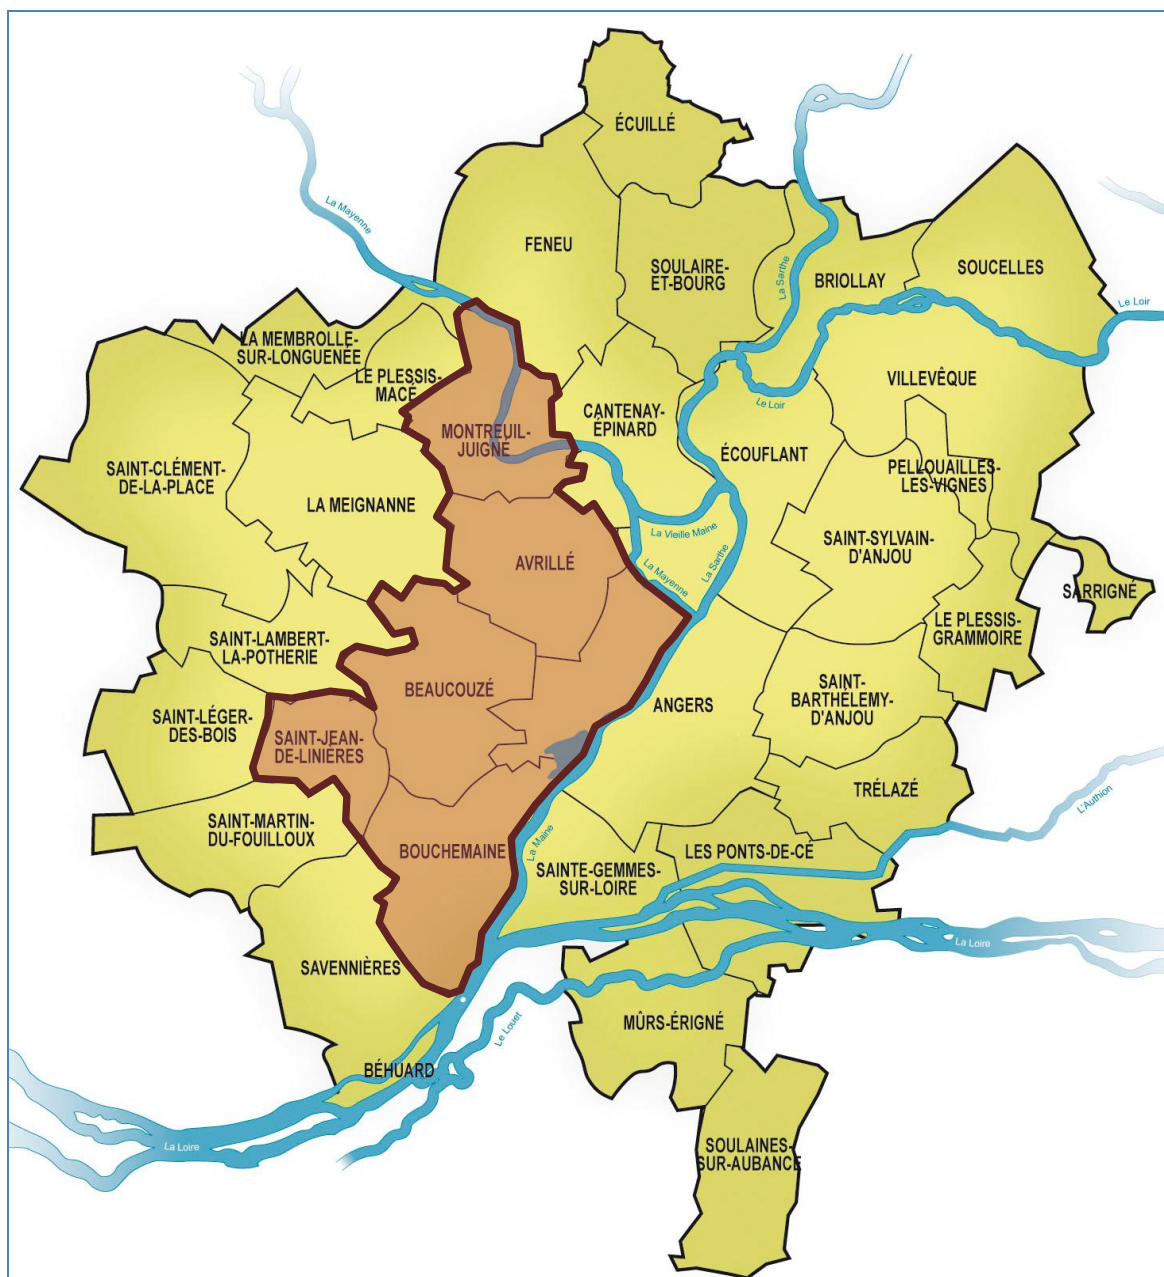 ÉCUILLÉ
La Mayenne
FENEU
SOULAIRE-
ET-BOURG
La Sarthe
BRIOLLAY
SOUCELLES
Le Loir
LA MEMBROLLE-
SUR-LONGUENÉE
LE PLESSIS-
MACÉ
VILLEVÊQUE
Le Loir
CANTENAY-
ÉPINARD
MONTREUIL-
JUIGNÉ
ÉCOUFLANT
SAINT-CLÉMENT-
DE-LA-PLACE
PELLOUAILLES-
LES-VIGNES
LA MEIGNANNE
La Vieille Maine
SAINT-SYLVAIN-
D'ANJOU
AVRILLÉ
La Mayenne
La Sarthe
SARRIGNÉ
LE PLESSIS-
GRAMMOIRE
SAINT-LAMBERT-
LA-POTHERIE
BEAUCOUZÉ
ANGERS
SAINT-
BARTHÉLEMY-
D'ANJOU
SAINT-LÉGER-
DES-BOIS
SAINT-JEAN-
DE-LINIÈRES
TRÉLAZÉ
L'Authion
SAINT-MARTIN-
DU-FOUILLOUX
BOUCHEMAINE
La Maine
SAINTE-GEMMES-
SUR-LOIRE
LES PONTS-DE-CÉ
La Loire
SAVENNIÈRES
Le Louet
MÛRS-ÉRIGNÉ
BÉHUARD
La Loire
SOULAINES-
SUR-AUBANCE